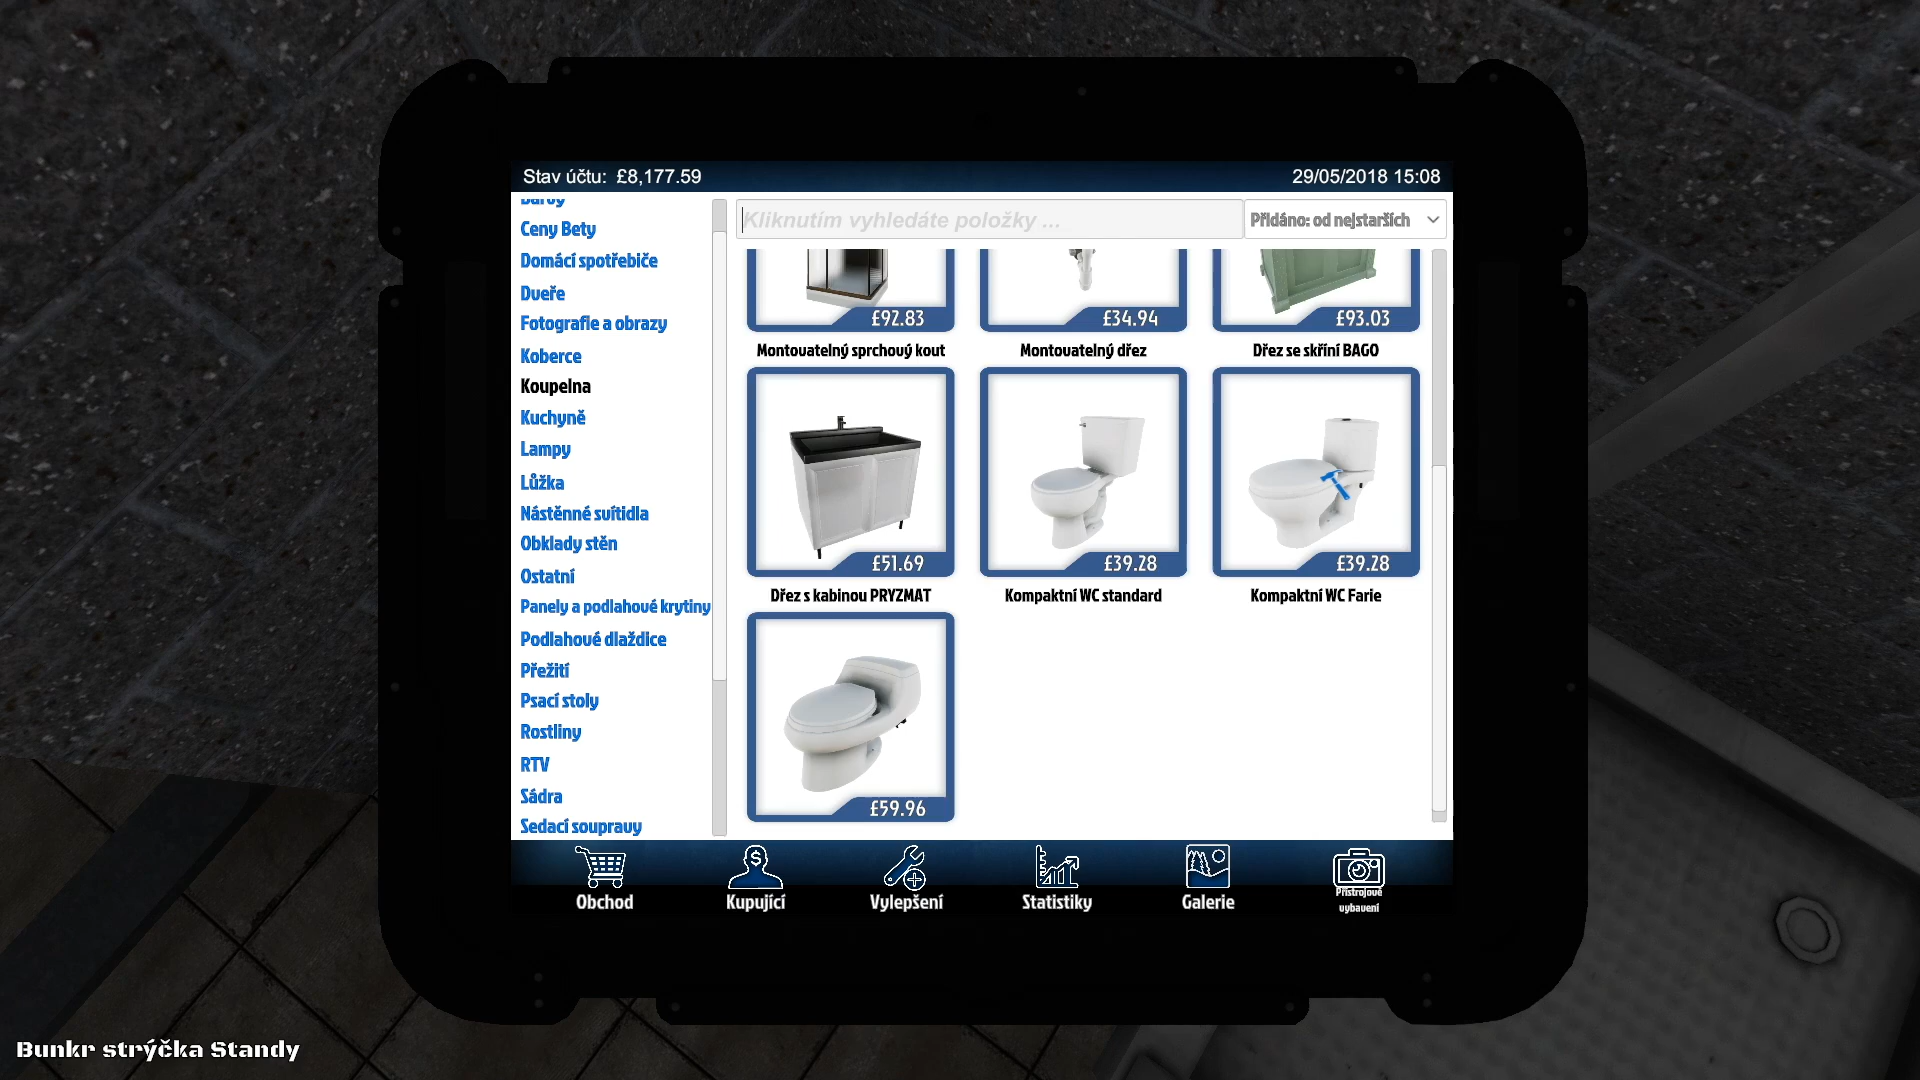 Stav účtu: £8,177.59
29/05/2018 15:08
Barvy
Ceny Bety
Domácí spotřebiče
Dveře
Fotografie a obrazy
Koberce
Koupelna
Kuchyně
Lampy
Lůžka
Nástěnné svítidla
Obklady stěn
Ostatní
Panely a podlahové krytiny
Podlahové dlaždice
Přežití
Psací stoly
Rostliny
RTV
Sádra
Sedací soupravy
Kliknutím vyhledáte položky ...
Přidáno: od nejstarších
£92.83
£34.94
£93.03
Montovatelný sprchový kout
Montovatelný dřez
Dřez se skříní BAGO
£51.69
£39.28
£39.28
Dřez s kabinou PRYZMAT
Kompaktní WC standard
Kompaktní WC Farie
£59.96
Obchod
Kupující
Vylepšení
Statistiky
Galerie
Přístrojové
vybavení
Bunkr strýčka Standy